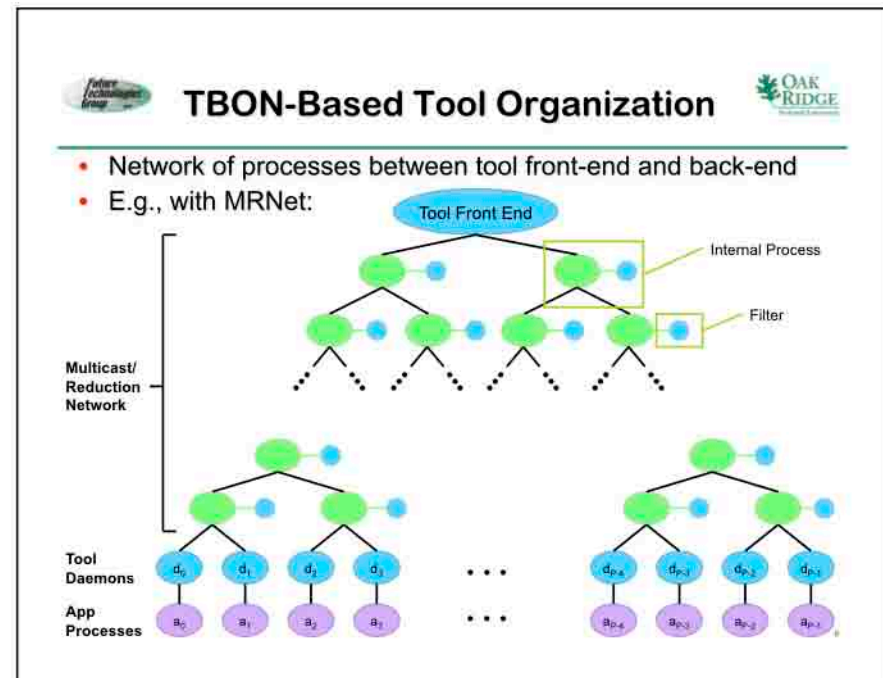 Future
Technologies
Group
TBON-Based Tool Organization
OAK
RIDGE
National Laboratory
• Network of processes between tool front-end and back-end
• E.g., with MRNet:
Tool Front End
Internal Process
Filter
Multicast/
Reduction
Network
Tool
Daemons
d0 d1 d2 d3 • • • dP-4 dP-3 dP-2 dP-1
App
Processes
a0 a1 a2 a3 • • • aP-4 aP-3 aP-2 aP-1